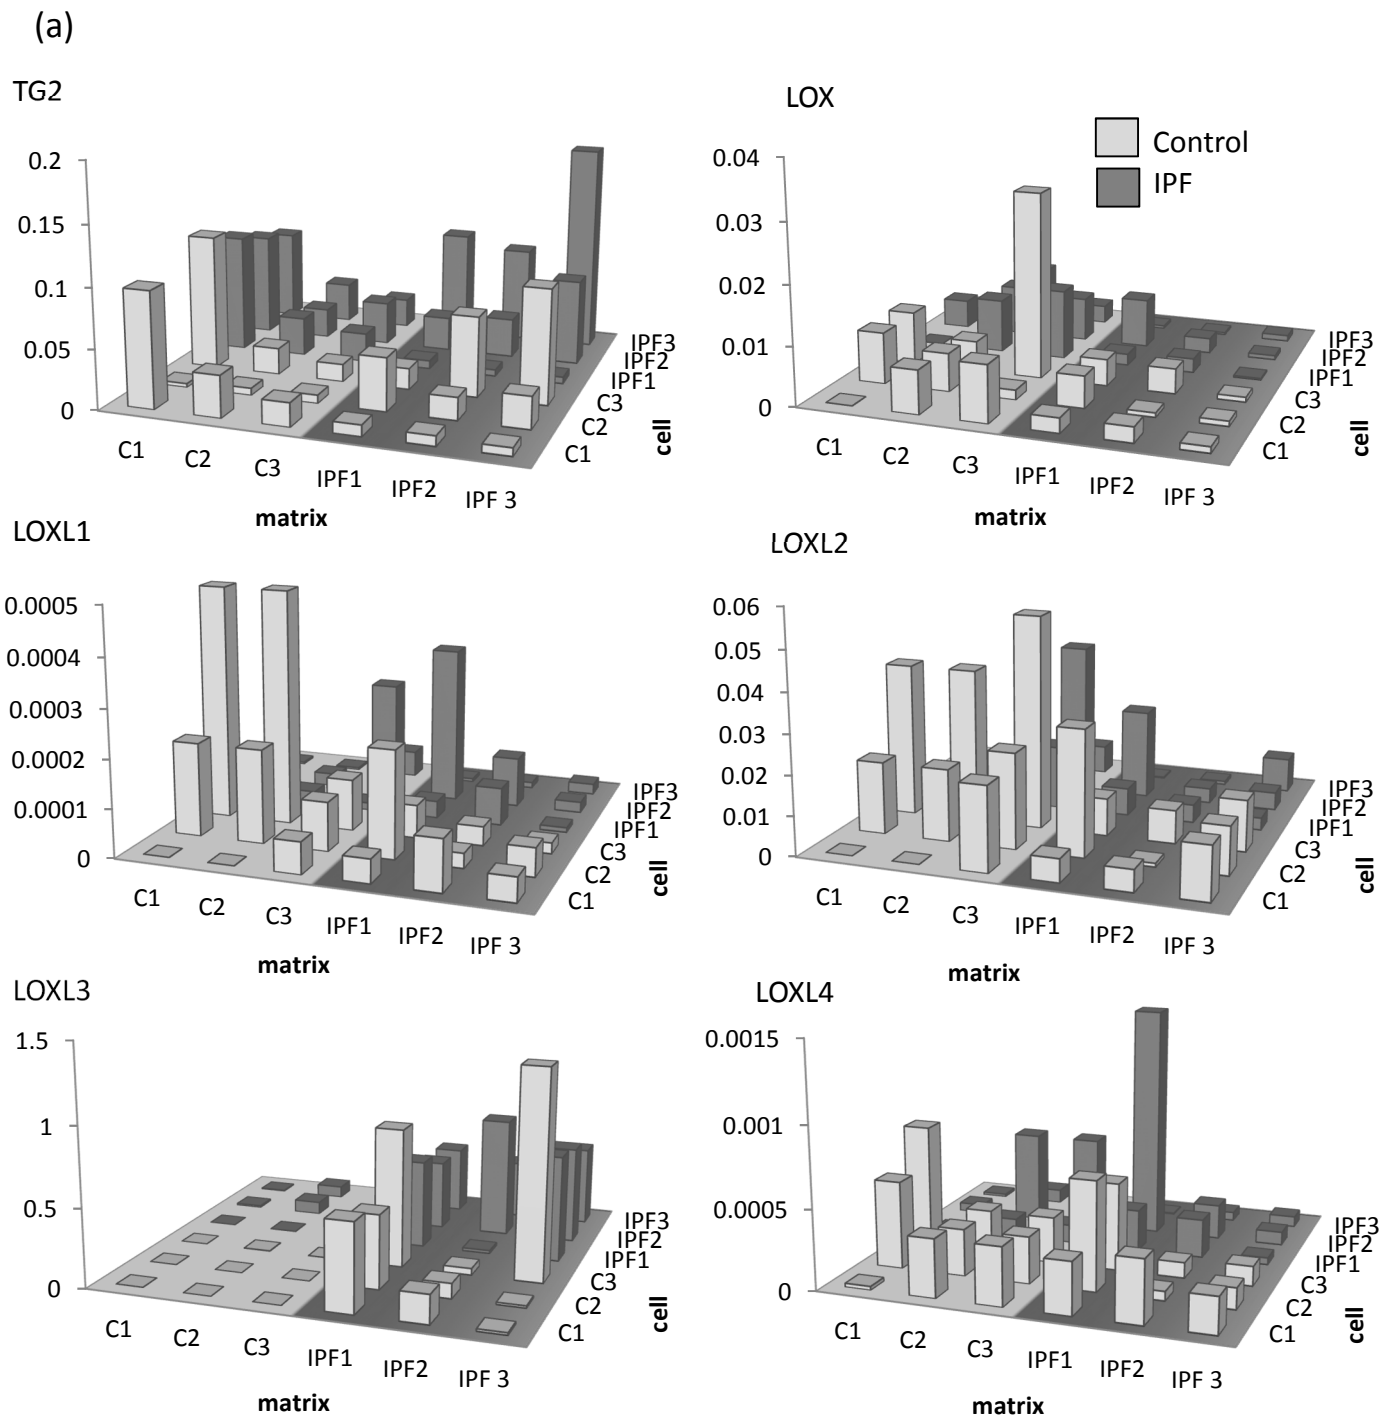 (a)
TG2
0.2
0.15
0.1
0.05
0
C1
C2
C3
IPF1
IPF2
IPF 3
matrix
C1
C2
C3
IPF1
IPF2
IPF3
cell
LOX
Control
IPF
0.04
0.03
0.02
0.01
0
C1
C2
C3
IPF1
IPF2
IPF 3
matrix
C1
C2
C3
IPF1
IPF2
IPF3
cell
LOXL1
0.0005
0.0004
0.0003
0.0002
0.0001
0
C1
C2
C3
IPF1
IPF2
IPF 3
matrix
C1
C2
C3
IPF1
IPF2
IPF3
cell
LOXL2
0.06
0.05
0.04
0.03
0.02
0.01
0
C1
C2
C3
IPF1
IPF2
IPF 3
matrix
C1
C2
C3
IPF1
IPF2
IPF3
cell
LOXL3
1.5
1
0.5
0
C1
C2
C3
IPF1
IPF2
IPF 3
matrix
C1
C2
C3
IPF1
IPF2
IPF3
cell
LOXL4
0.0015
0.001
0.0005
0
C1
C2
C3
IPF1
IPF2
IPF 3
matrix
C1
C2
C3
IPF1
IPF2
IPF3
cell